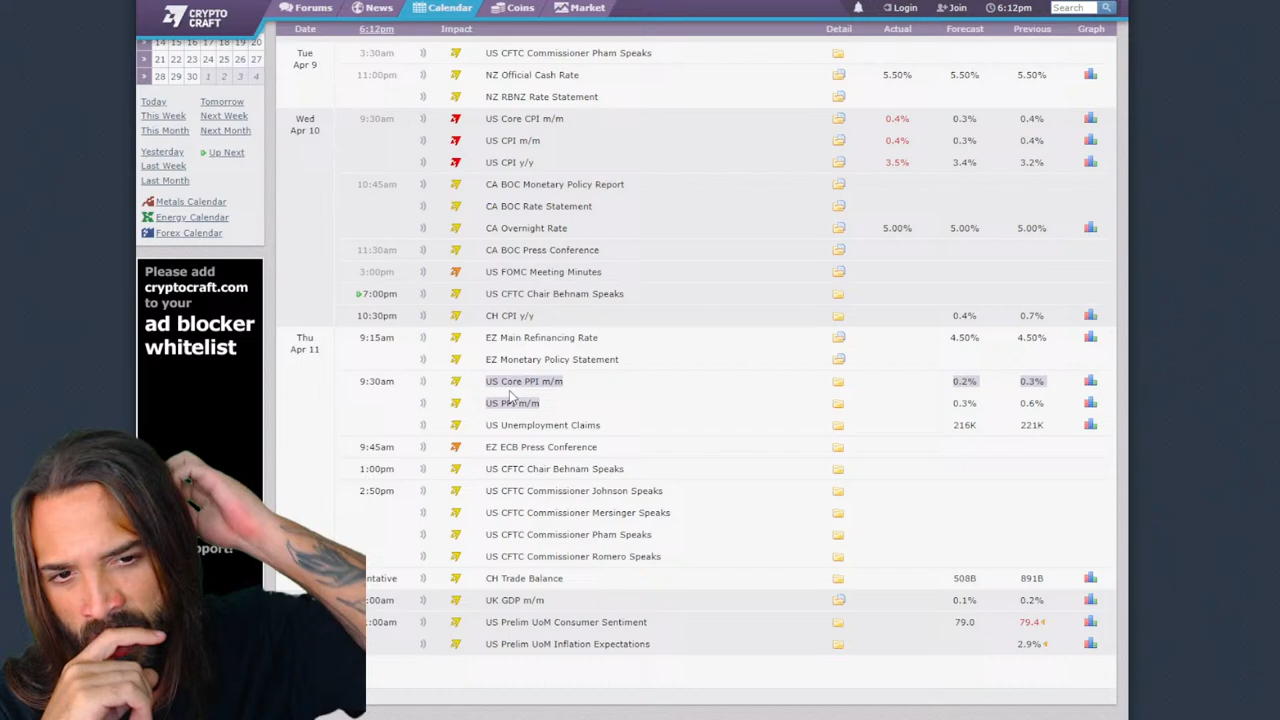 CRYPTO CRAFT
Forums News Calendar Coins Market Login 6:12pm Search
Date 6:12pm Impact Detail Actual Forecast Previous Graph
14 15 16 17 18 19 20
21 22 23 24 25 26 27
28 29 30 1 2 3 4
Today Tomorrow
This Week Next Week
This Month Next Month
Yesterday Up Next
Last Week
Last Month
Metals Calendar
Energy Calendar
Forex Calendar
Please add
cryptocraft.com
to your
ad blocker
whitelist
Tue Apr 9 3:30am US CFTC Commissioner Pham Speaks
11:00pm NZ Official Cash Rate 5.50% 5.50% 5.50%
NZ RBNZ Rate Statement
Wed Apr 10 9:30am US Core CPI m/m 0.4% 0.3% 0.4%
US CPI m/m 0.4% 0.3% 0.4%
US CPI y/y 3.5% 3.4% 3.2%
10:45am CA BOC Monetary Policy Report
CA BOC Rate Statement
CA Overnight Rate 5.00% 5.00% 5.00%
11:30am CA BOC Press Conference
3:00pm US FOMC Meeting Minutes
7:00pm US CFTC Chair Behnam Speaks
10:30pm CH CPI y/y 0.4% 0.7%
Thu Apr 11 9:15am EZ Main Refinancing Rate 4.50% 4.50%
EZ Monetary Policy Statement
9:30am US Core PPI m/m 0.2% 0.3%
US PPI m/m 0.3% 0.6%
US Unemployment Claims 216K 221K
9:45am EZ ECB Press Conference
1:00pm US CFTC Chair Behnam Speaks
2:50pm US CFTC Commissioner Johnson Speaks
US CFTC Commissioner Mersinger Speaks
US CFTC Commissioner Pham Speaks
US CFTC Commissioner Romero Speaks
ntative CH Trade Balance 508B 891B
:00am UK GDP m/m 0.1% 0.2%
:00am US Prelim UoM Consumer Sentiment 79.0 79.4
US Prelim UoM Inflation Expectations 2.9%